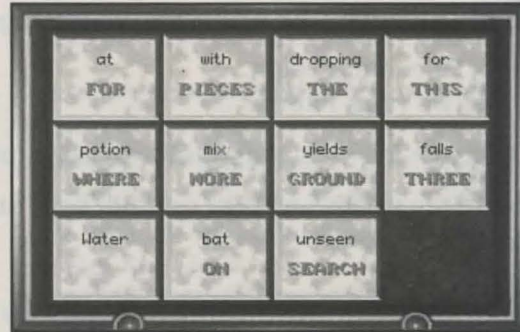 at with dropping for
FOR PIECES THE THIS
potion mix yields falls
WHERE MORE GROUND THREE
Water bat unseen
ON SEARCH